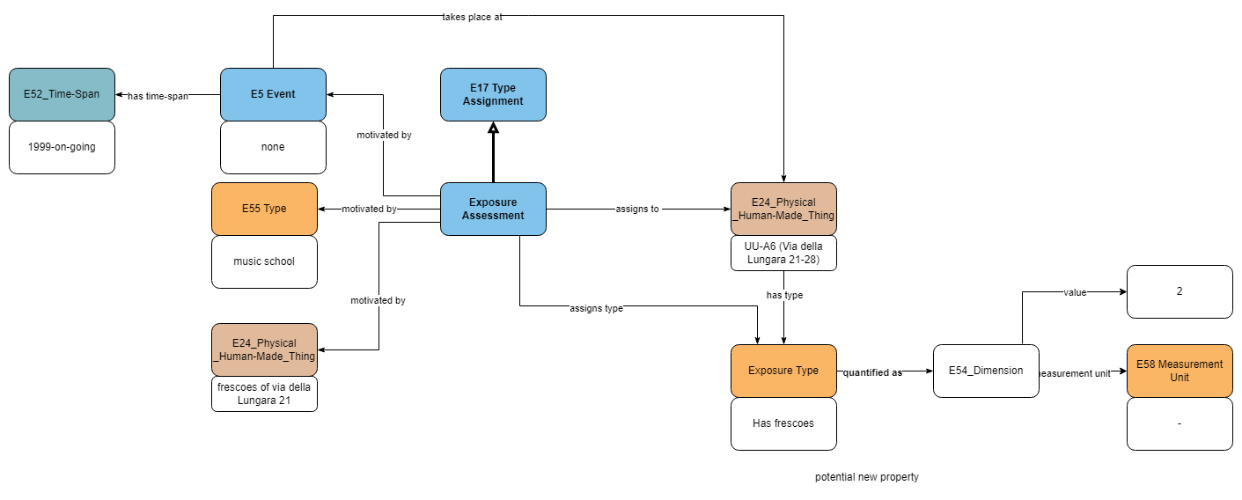 takes place at
E52_Time-Span
has time-span
E5 Event
E17 Type
Assignment
1999-on-going
none
motivated by
E55 Type
motivated by
Exposure
Assessment
assigns to
E24_Physical
_Human-Made_Thing
music school
UU-A6 (Via della
Lungara 21-28)
motivated by
has type
assigns type
value
2
E24_Physical
_Human-Made_Thing
frescoes of via della
Lungara 21
Exposure Type
quantified as
E54_Dimension
measurement unit
E58 Measurement
Unit
Has frescoes
-
potential new property